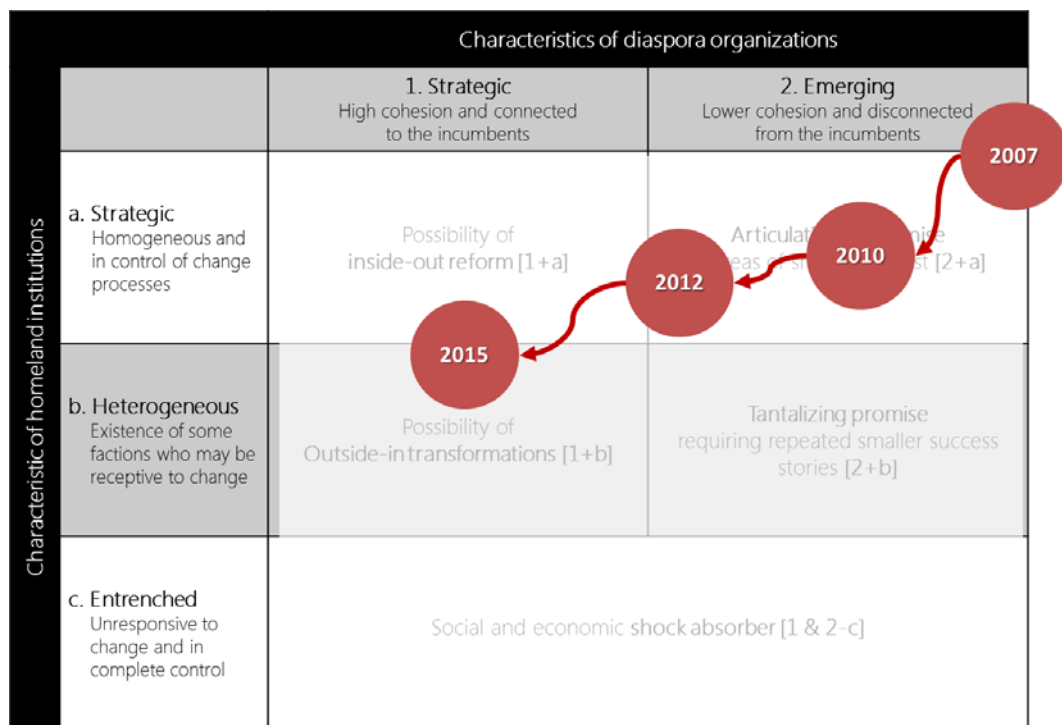 Characteristics of diaspora organizations
Characteristic of homeland institutions
1. Strategic
High cohesion and connected
to the incumbents
2. Emerging
Lower cohesion and disconnected
from the incumbents
2007
a. Strategic
Homogeneous and
in control of change
processes
Possibility of
inside-out reform [1+a]
2012
2010
[2+a]
2015
b. Heterogeneous
Existence of some
factions who may be
receptive to change
Possibility of
Outside-in transformations [1+b]
Tantalizing promise
requiring repeated smaller success
stories [2+b]
c. Entrenched
Unresponsive to
change and in
complete control
Social and economic shock absorber [1 & 2-c]